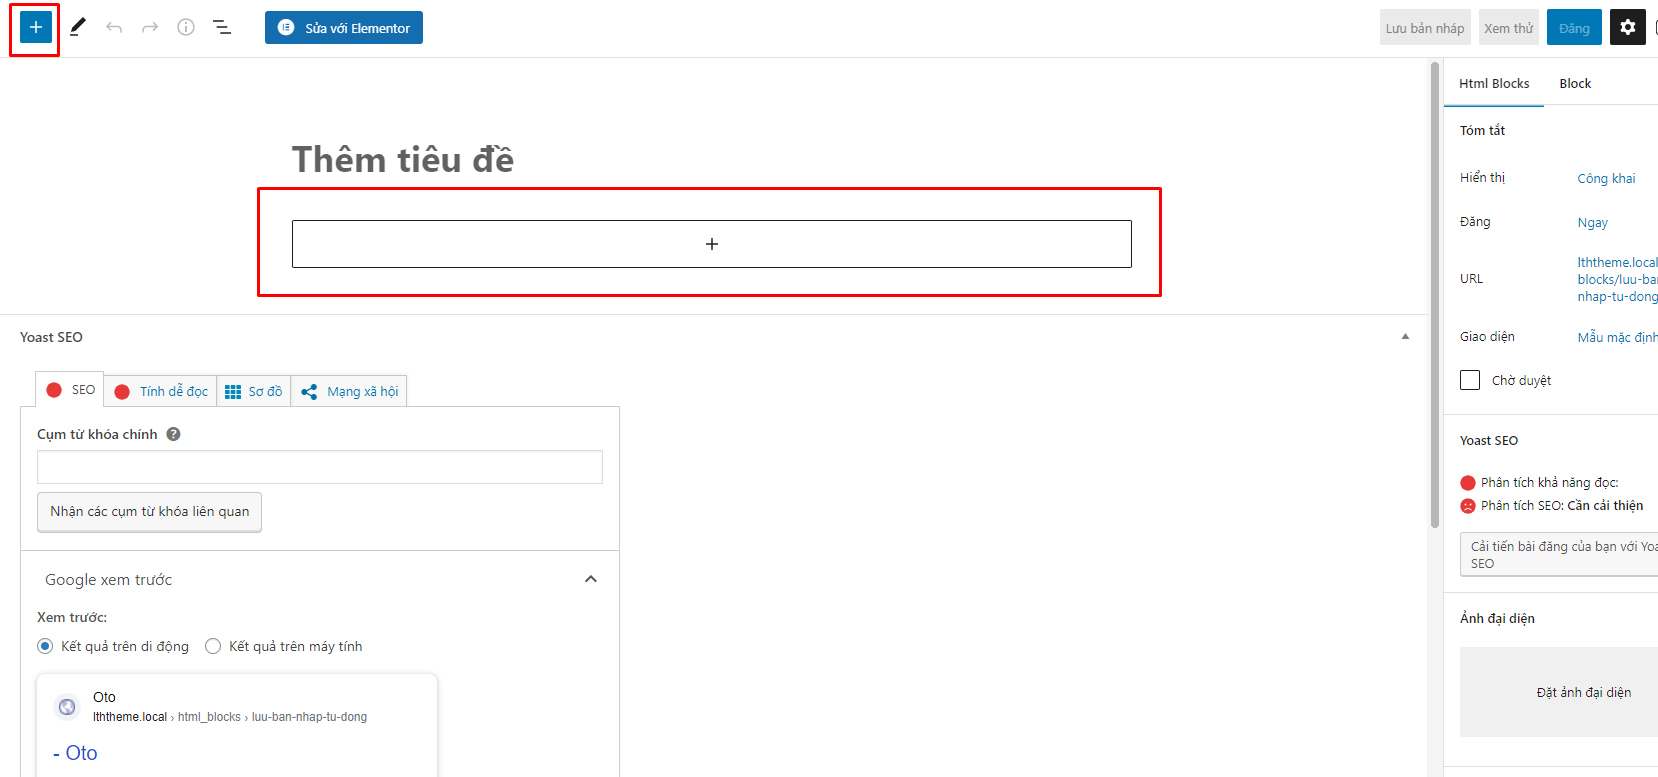 Sửa với Elementor
Lưu bản nháp
Xem thử
Đăng
Html Blocks
Block
Thêm tiêu đề
Tóm tắt
Hiển thị
Công khai
Đăng
Ngay
URL
lththeme.local
blocks/luu-ba
nhap-tu-dong
Giao diện
Mẫu mặc định
Chờ duyệt
Yoast SEO
SEO
Tính dễ đọc
Sơ đồ
Mạng xã hội
Cụm từ khóa chính
Nhận các cụm từ khóa liên quan
Google xem trước
Xem trước:
Kết quả trên di động
Kết quả trên máy tính
Oto
lththeme.local › html_blocks › luu-ban-nhap-tu-dong
- Oto
Yoast SEO
Phân tích khả năng đọc:
Phân tích SEO: Cần cải thiện
Cải tiến bài đăng của bạn với Yoa
SEO
Ảnh đại diện
Đặt ảnh đại diện